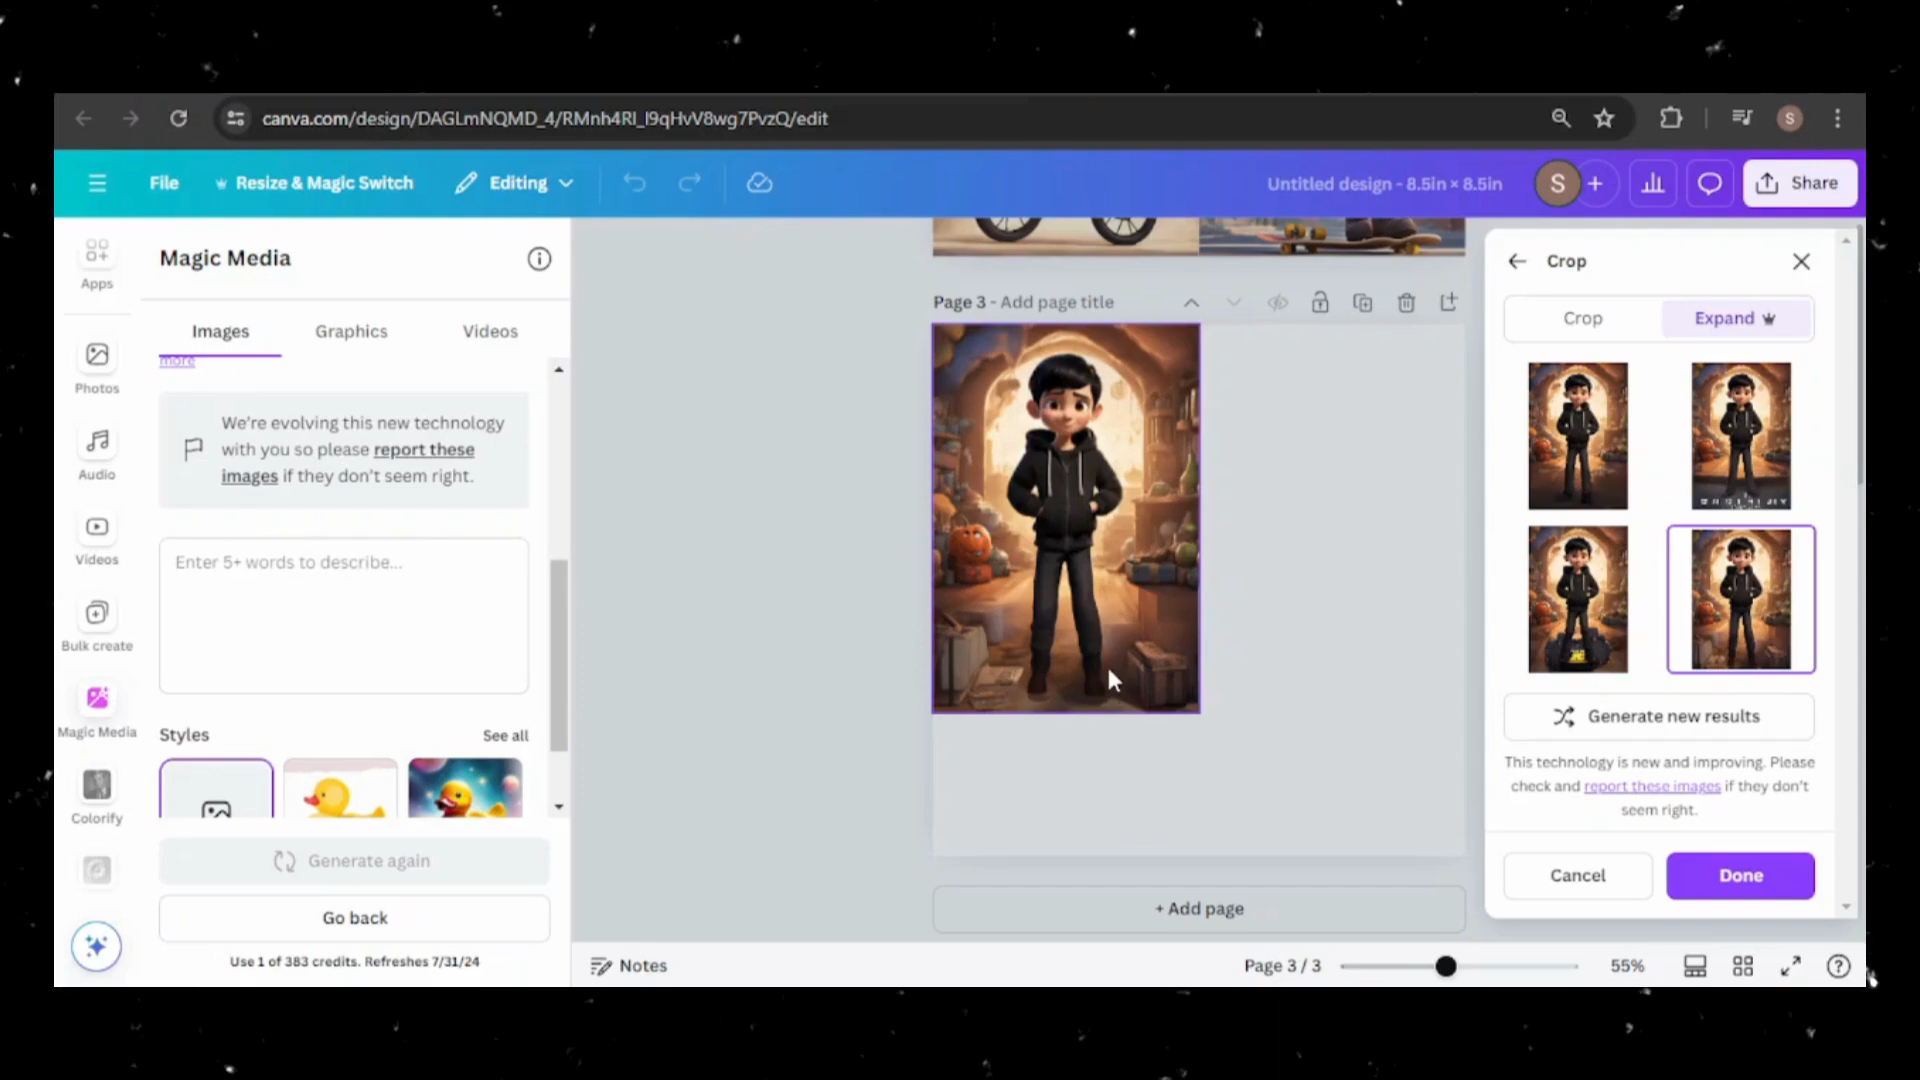 canva.com/design/DAGLmNQMD_4/RMnh4Rl_l9qHvV8wg7PvzQ/edit
S
File
Resize & Magic Switch
Editing
Untitled design - 8.5in × 8.5in
S
Share
Apps
Photos
Audio
Videos
Bulk create
Magic Media
Colorify
Magic Media
Images
Graphics
Videos
more
We're evolving this new technology
with you so please report these
images if they don't seem right.
Enter 5+ words to describe...
Styles
See all
Generate again
Go back
Use 1 of 383 credits. Refreshes 7/31/24
Page 3 - Add page title
+ Add page
Notes
Page 3 / 3
55%
Crop
Crop
Expand
Generate new results
This technology is new and improving. Please
check and report these images if they don't
seem right.
Cancel
Done